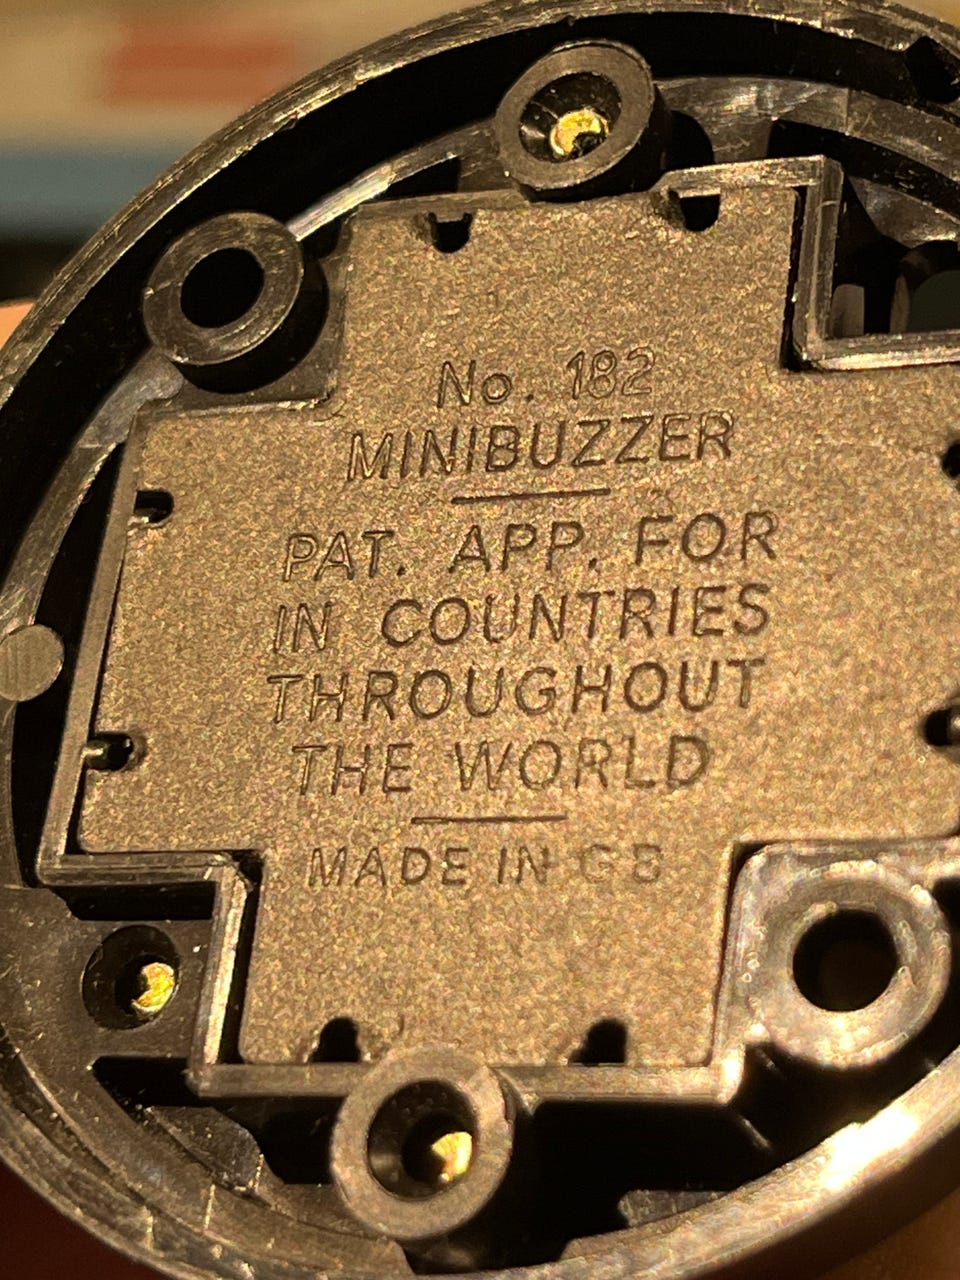 No. 182
MINIBUZZER
PAT. APP. FOR
IN COUNTRIES
THROUGHOUT
THE WORLD
MADE IN GB